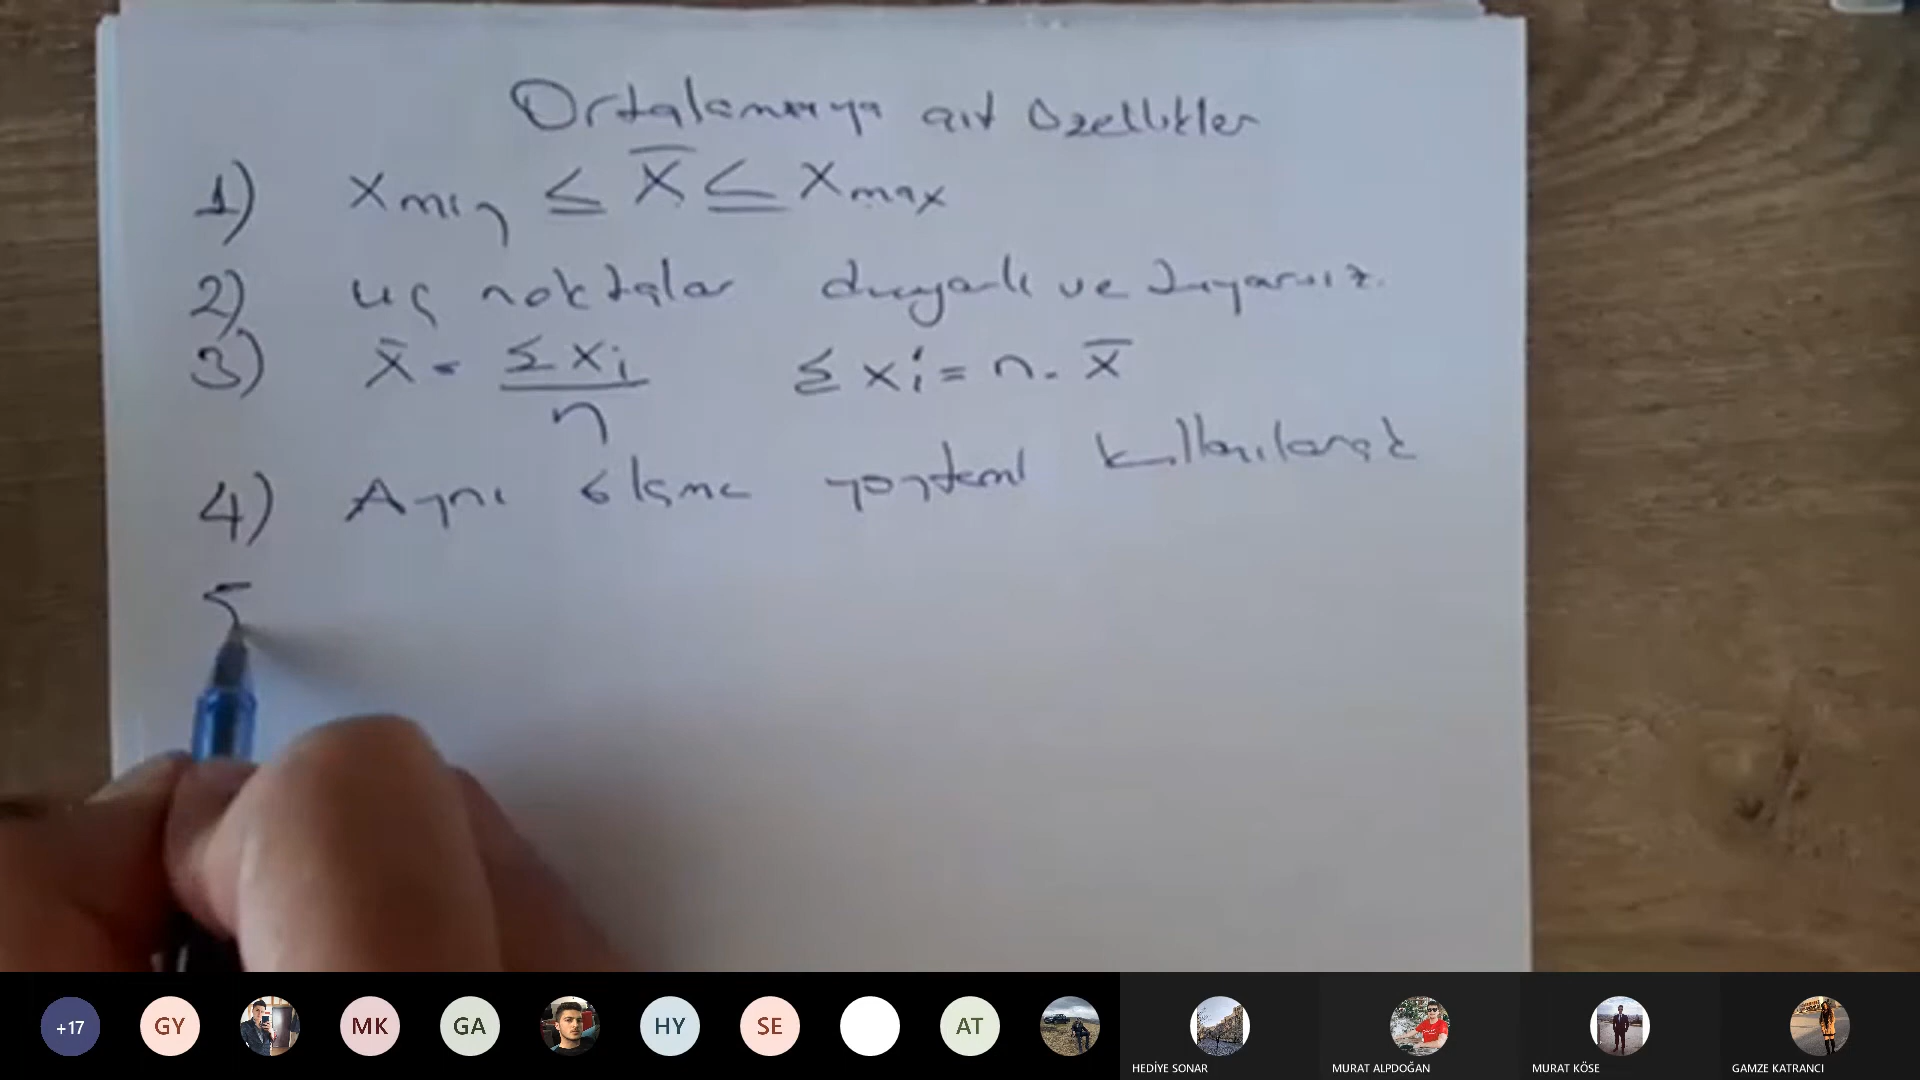 Ortalamaya ait Özellikler
1) Xmin ≤ X̄ ≤ Xmax
2) uç noktalar duyarlı ve duyarsız.
3) x̄ = Σxi / n Σxi = n. x̄
4) Aynı ölçme yöntemi kullanılarak
5
+17 GY MK GA HY SE AT
HEDİYE SONAR MURAT ALPDOĞAN MURAT KÖSE GAMZE KATRANCI